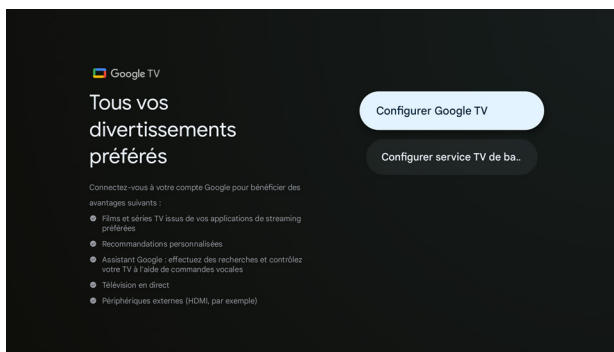 Google TV
Tous vos
divertissements
préférés
Connectez-vous à votre compte Google pour bénéficier des
avantages suivants :
Films et séries TV issus de vos applications de streaming
préférées
Recommandations personnalisées
Assistant Google : effectuez des recherches et contrôlez
votre TV à l'aide de commandes vocales
Télévision en direct
Périphériques externes (HDMI, par exemple)
Configurer Google TV
Configurer service TV de ba..